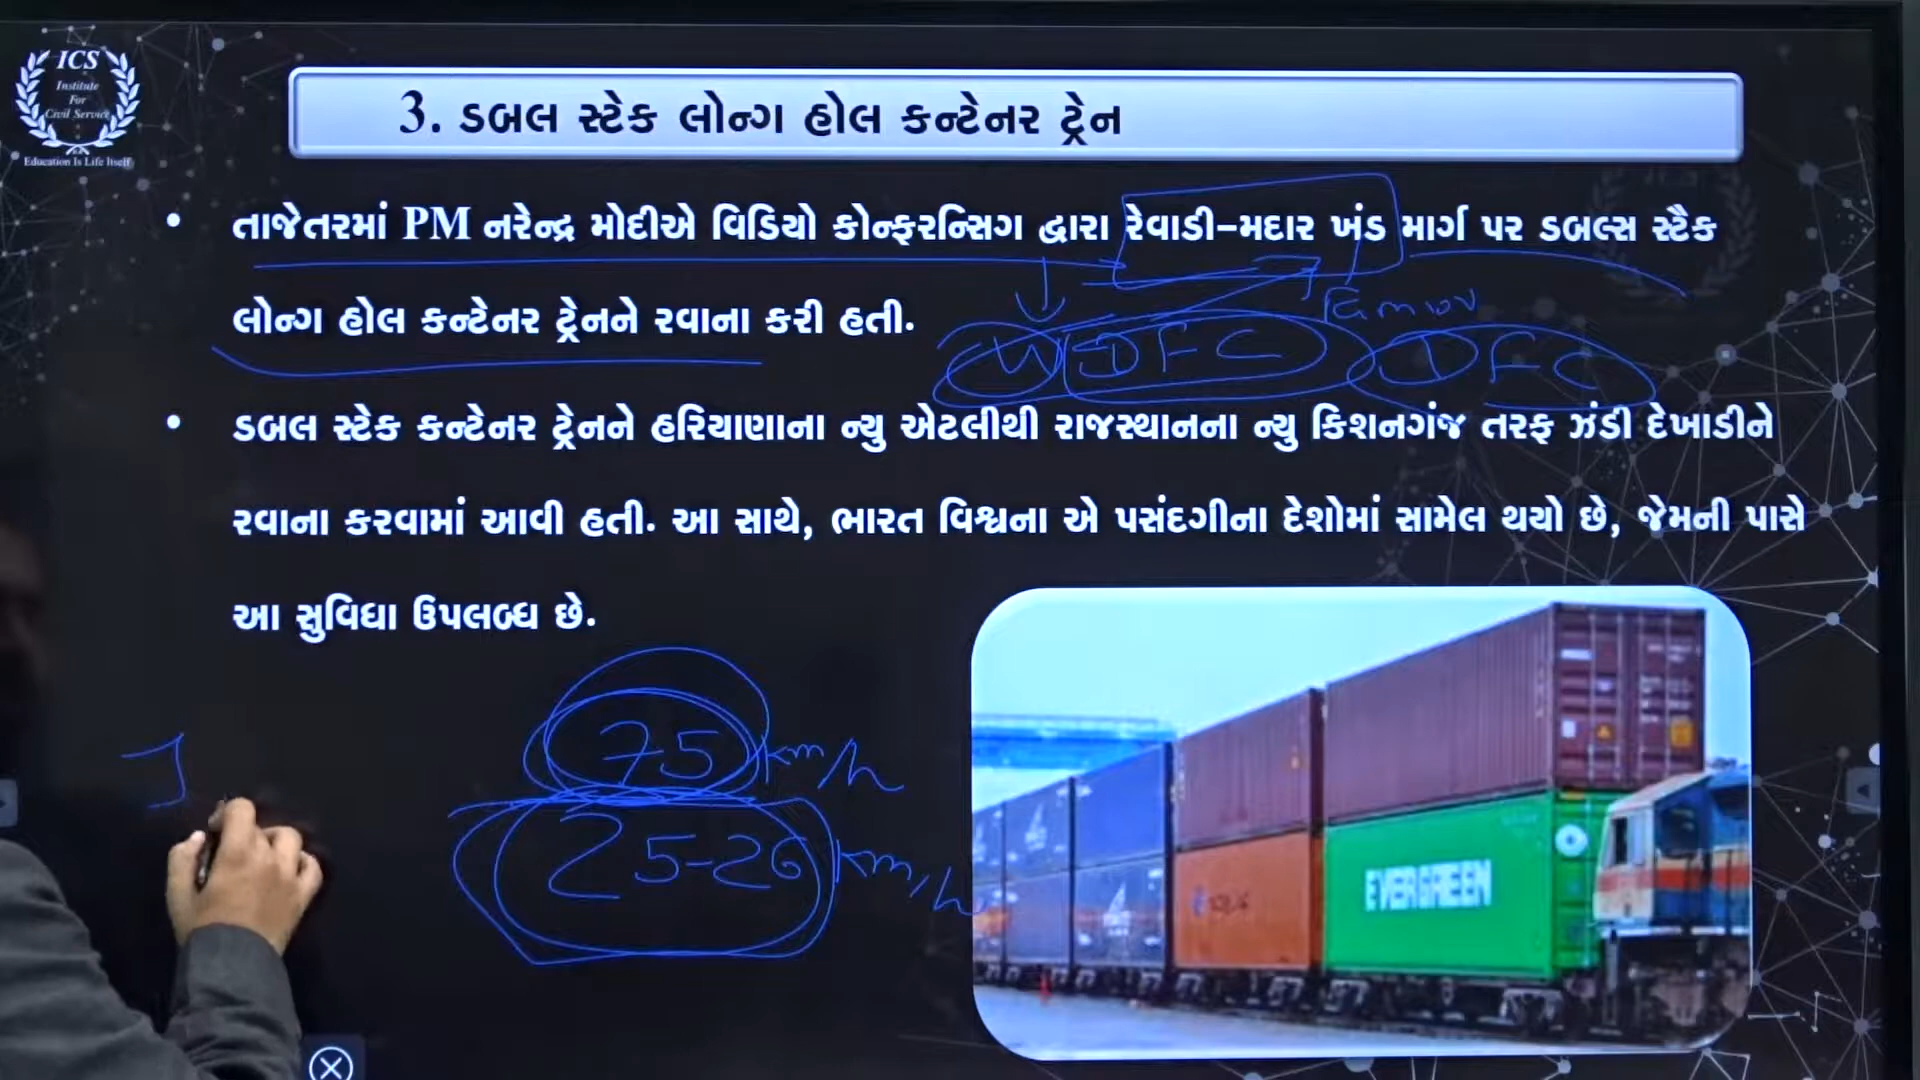 ICS
Institute
For
Civil Service
Education Is Life Itself
3. ડબલ સ્ટેક લોન્ગ હોલ કન્ટેનર ટ્રેન
• તાજેતરમાં PM નરેન્દ્ર મોદીએ વિડિયો કોન્ફરન્સિગ દ્વારા રેવાડી-મદાર ખંડ માર્ગ પર ડબલ્સ સ્ટૈક
લોન્ગ હોલ કન્ટેનર ટ્રેનને રવાના કરી હતી.
WDFC DFC
• ડબલ સ્ટેક કન્ટેનર ટ્રેનને હરિયાણાના ન્યુ એટલીથી રાજસ્થાનના ન્યુ કિશનગંજ તરફ ઝંડી દેખાડીને
રવાના કરવામાં આવી હતી. આ સાથે, ભારત વિશ્વના એ પસંદગીના દેશોમાં સામેલ થયો છે, જેમની પાસે
આ સુવિધા ઉપલબ્ધ છે.
75 km/h
25-26 km/h
EVERGREEN